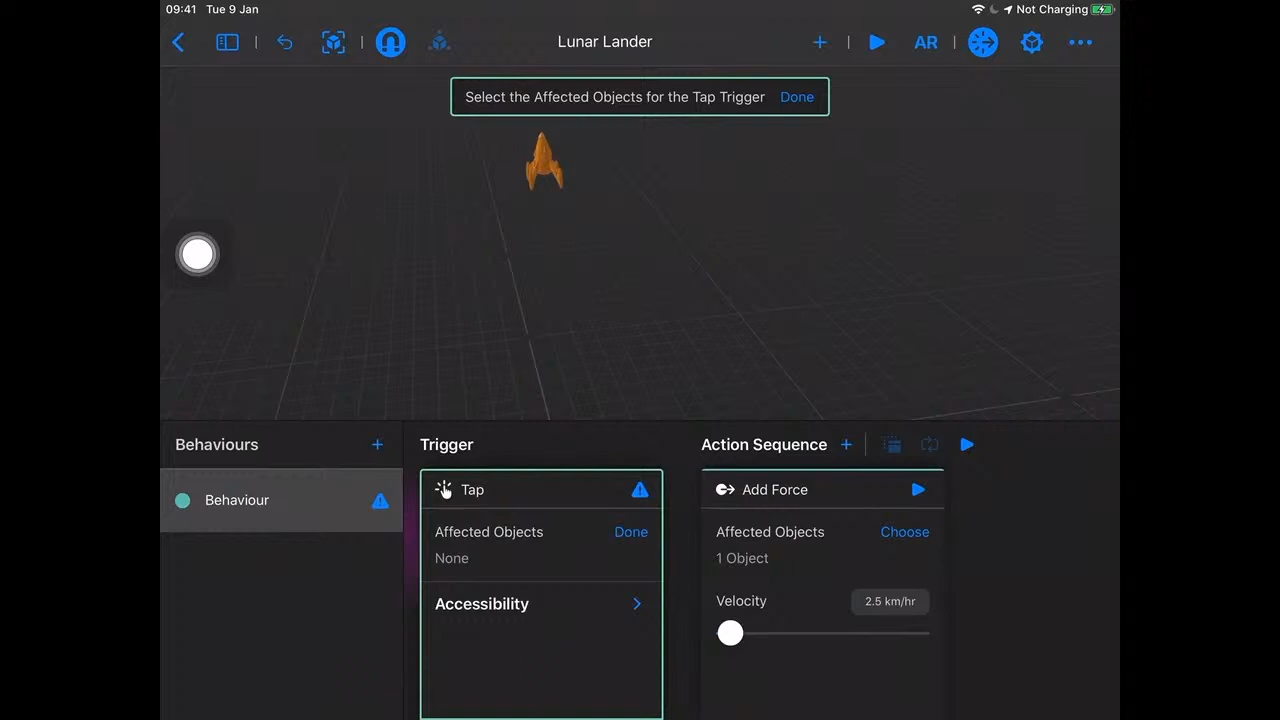 09:41 Tue 9 Jan
Not Charging
Lunar Lander
AR
Select the Affected Objects for the Tap Trigger Done
Behaviours
Behaviour
Trigger
Tap
Affected Objects Done
None
Accessibility
Action Sequence
Add Force
Affected Objects Choose
1 Object
Velocity 2.5 km/hr